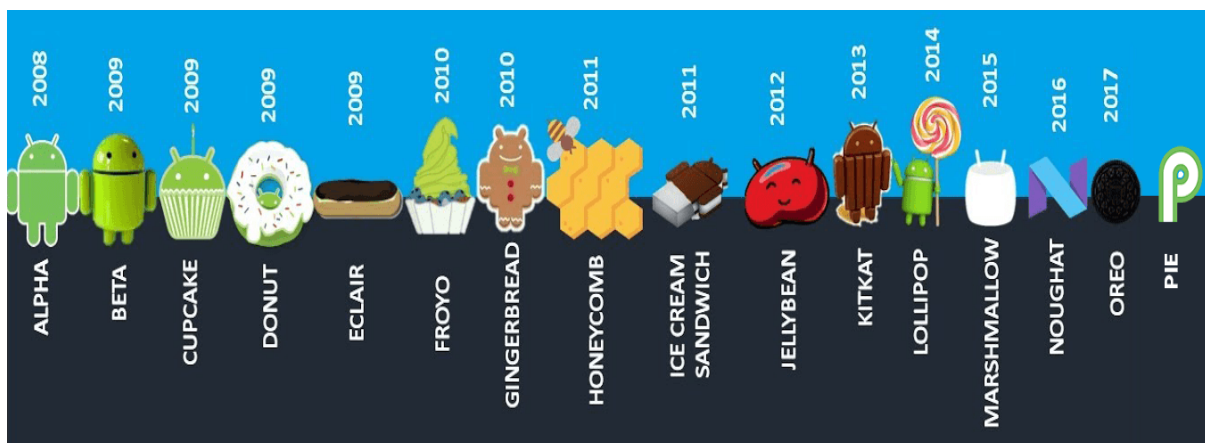 2008
2009
2009
2009
2009
2010
2010
2011
2011
2012
2013
2014
2015
2016
2017
ALPHA
BETA
CUPCAKE
DONUT
ECLAIR
FROYO
GINGERBREAD
HONEYCOMB
ICE CREAM
SANDWICH
JELLYBEAN
KITKAT
LOLLIPOP
MARSHMALLOW
NOUGHAT
OREO
PIE